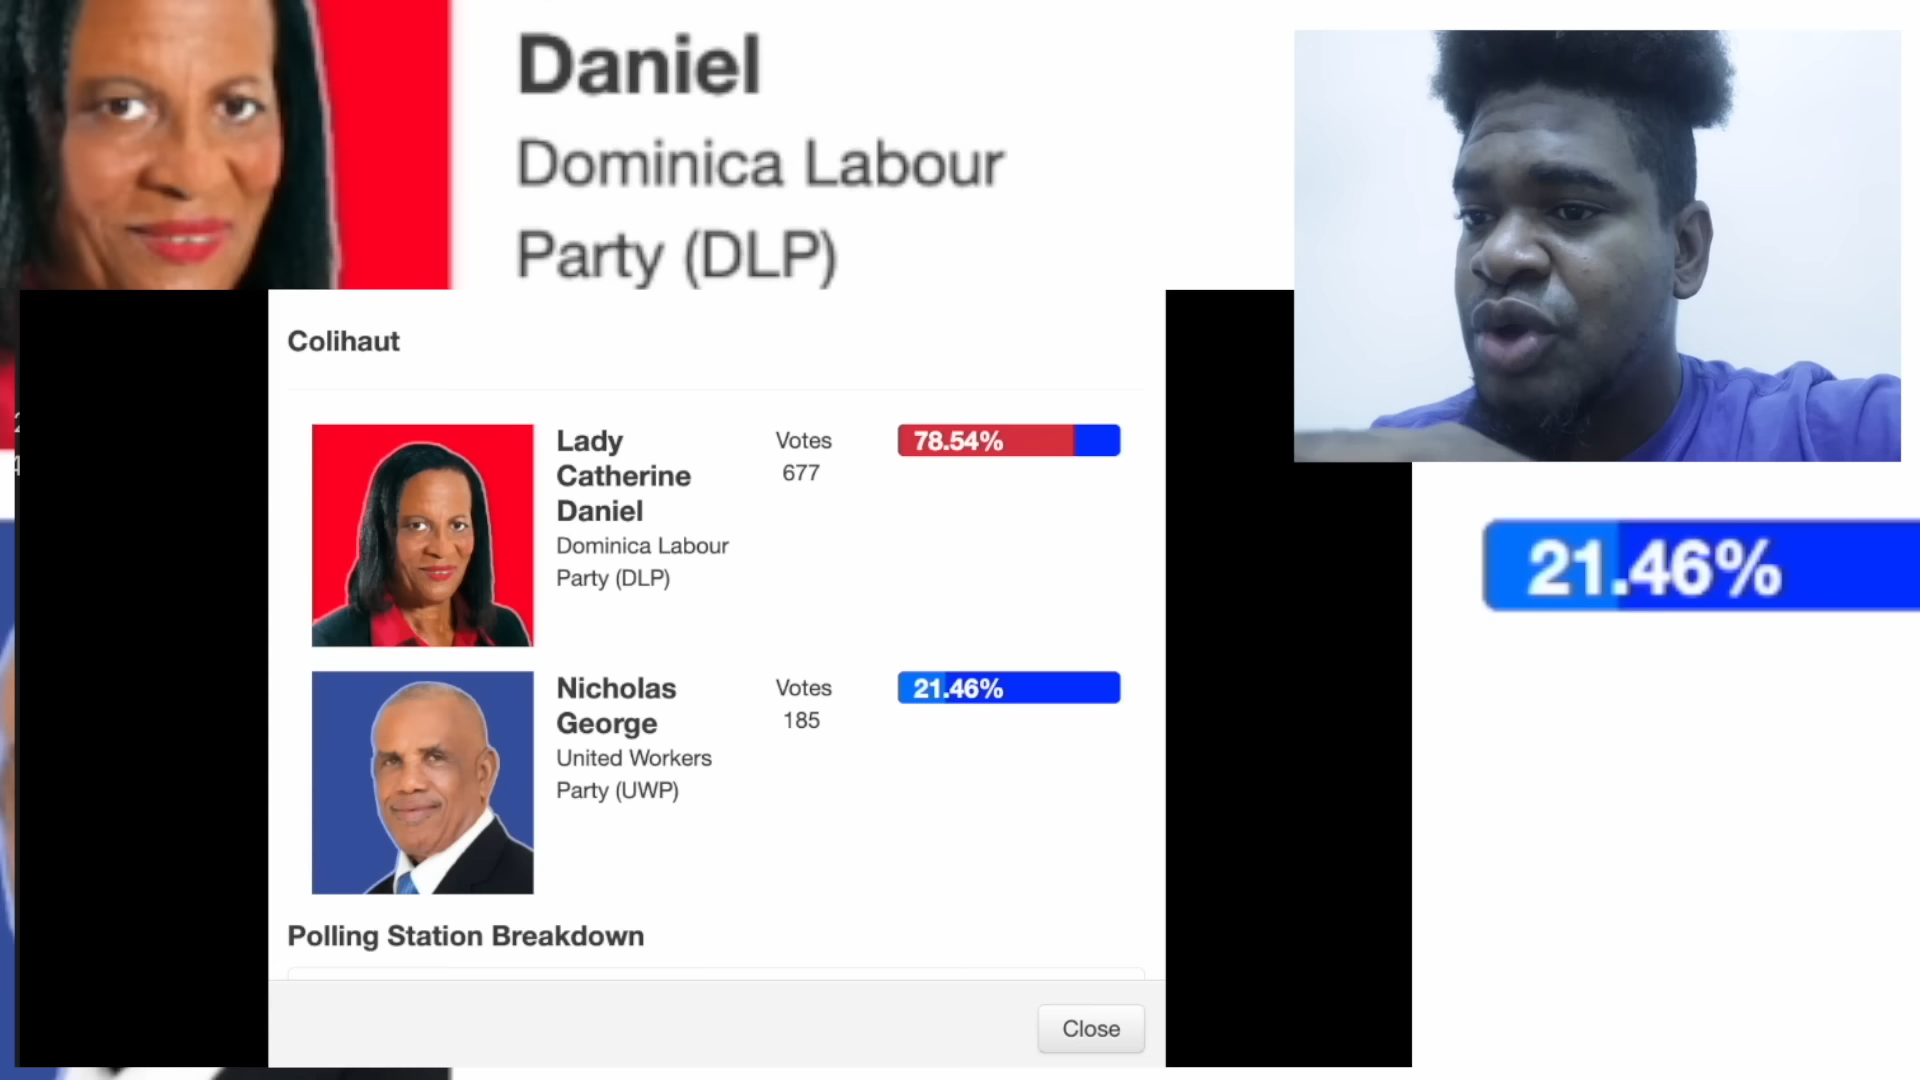 Daniel
Dominica Labour
Party (DLP)
Colihaut
Lady
Catherine
Daniel
Dominica Labour
Party (DLP)
Votes
677
78.54%
Nicholas
George
United Workers
Party (UWP)
Votes
185
21.46%
21.46%
Polling Station Breakdown
Close